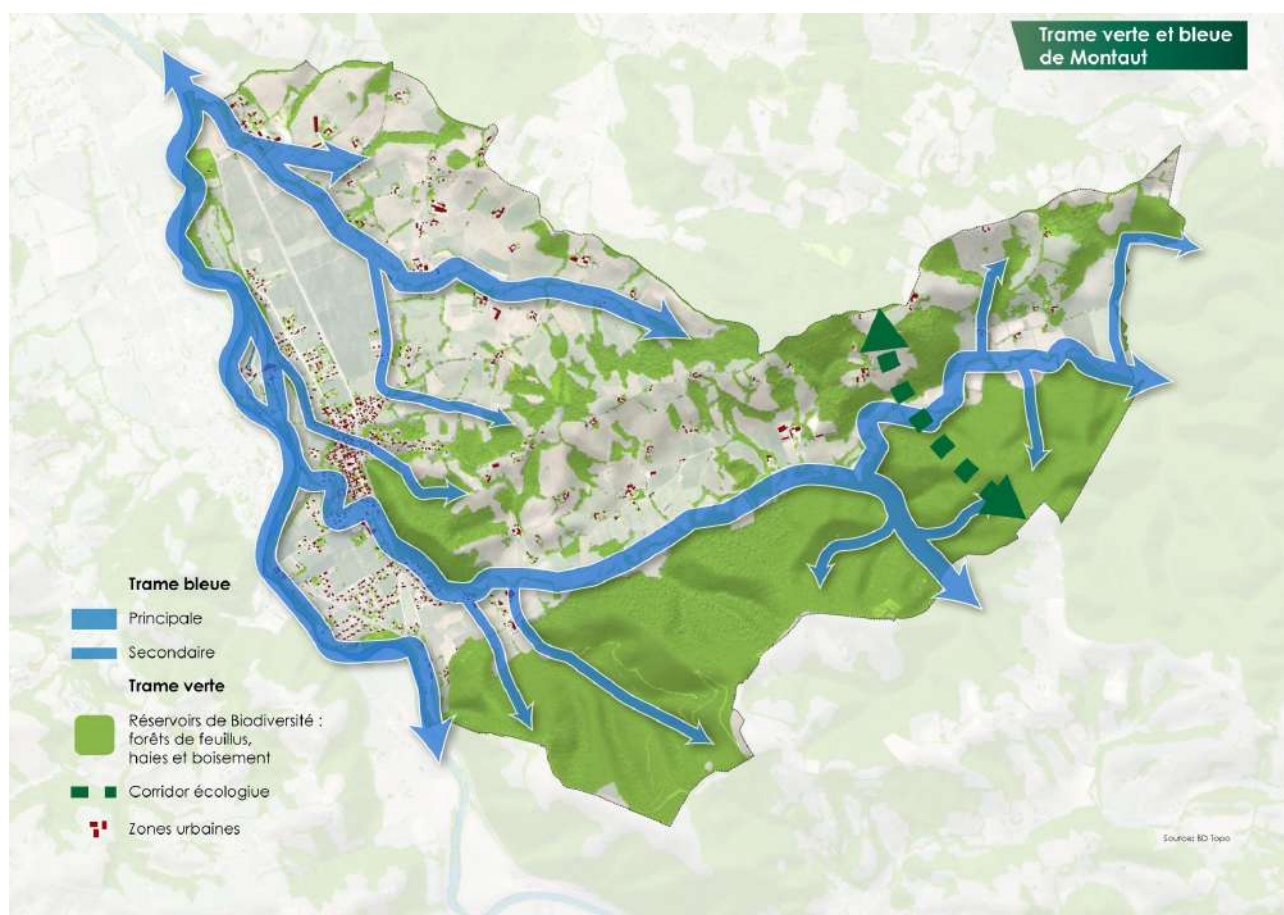 Trame verte et bleue
de Montaut
Trame bleue
Principale
Secondaire
Trame verte
Réservoirs de Biodiversité :
forêts de feuillus,
haies et boisement
Corridor écologiue
Zones urbaines
Sources BD Topo